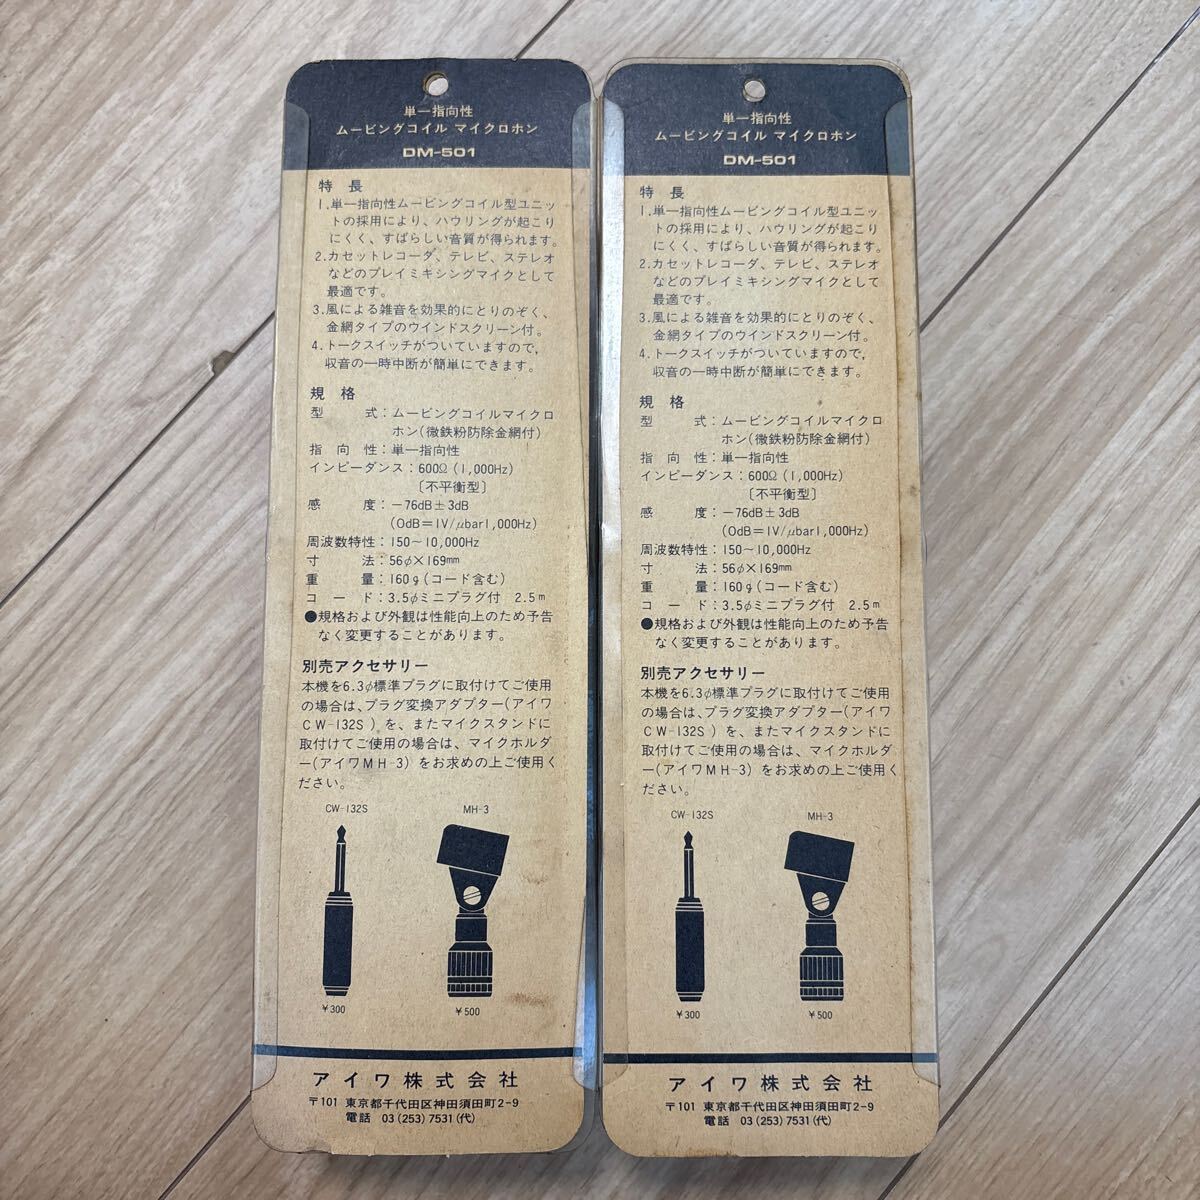 単一指向性
ムービングコイル マイクロホン
DM-501
特 長
1.単一指向性ムービングコイル型ユニッ
トの採用により、ハウリングが起こり
にくく、すばらしい音質が得られます。
2.カセットレコーダ、テレビ、ステレオ
などのプレイミキシングマイクとして
最適です。
3.風による雑音を効果的にとりのぞく、
金網タイプのウインドスクリーン付。
4.トークスイッチがついていますので,
収音の一時中断が簡単にできます。
規 格
型 式：ムービングコイルマイクロ
ホン(微鉄粉防除金網付)
指 向 性：単一指向性
インピーダンス：600Ω (1,000Hz)
〔不平衡型〕
感 度：－76dB±3dB
(0dB＝1V/μbar1,000Hz)
周波数特性：150～10,000Hz
寸 法：56φ×169mm
重 量：160g(コード含む)
コ ー ド：3.5φミニプラグ付 2.5m
●規格および外観は性能向上のため予告
なく変更することがあります。
別売アクセサリー
本機を6.3φ標準プラグに取付けてご使用
の場合は、プラグ変換アダプター(アイワ
CW-132S)を、またマイクスタンドに
取付けてご使用の場合は、マイクホルダ
ー(アイワMH-3)をお求めの上ご使用く
ださい。
CW-132S MH-3
￥300 ￥500
アイワ株式会社
〒101 東京都千代田区神田須田町2-9
電話 03(253)7531(代)
単一指向性
ムービングコイル マイクロホン
DM-501
特 長
1.単一指向性ムービングコイル型ユニッ
トの採用により、ハウリングが起こり
にくく、すばらしい音質が得られます。
2.カセットレコーダ、テレビ、ステレオ
などのプレイミキシングマイクとして
最適です。
3.風による雑音を効果的にとりのぞく、
金網タイプのウインドスクリーン付。
4.トークスイッチがついていますので,
収音の一時中断が簡単にできます。
規 格
型 式：ムービングコイルマイクロ
ホン(微鉄粉防除金網付)
指 向 性：単一指向性
インピーダンス：600Ω (1,000Hz)
〔不平衡型〕
感 度：－76dB±3dB
(0dB＝1V/μbar1,000Hz)
周波数特性：150～10,000Hz
寸 法：56φ×169mm
重 量：160g(コード含む)
コ ー ド：3.5φミニプラグ付 2.5m
●規格および外観は性能向上のため予告
なく変更することがあります。
別売アクセサリー
本機を6.3φ標準プラグに取付けてご使用
の場合は、プラグ変換アダプター(アイワ
CW-132S)を、またマイクスタンドに
取付けてご使用の場合は、マイクホルダ
ー(アイワMH-3)をお求めの上ご使用く
ださい。
CW-132S MH-3
￥300 ￥500
アイワ株式会社
〒101 東京都千代田区神田須田町2-9
電話 03(253)7531(代)